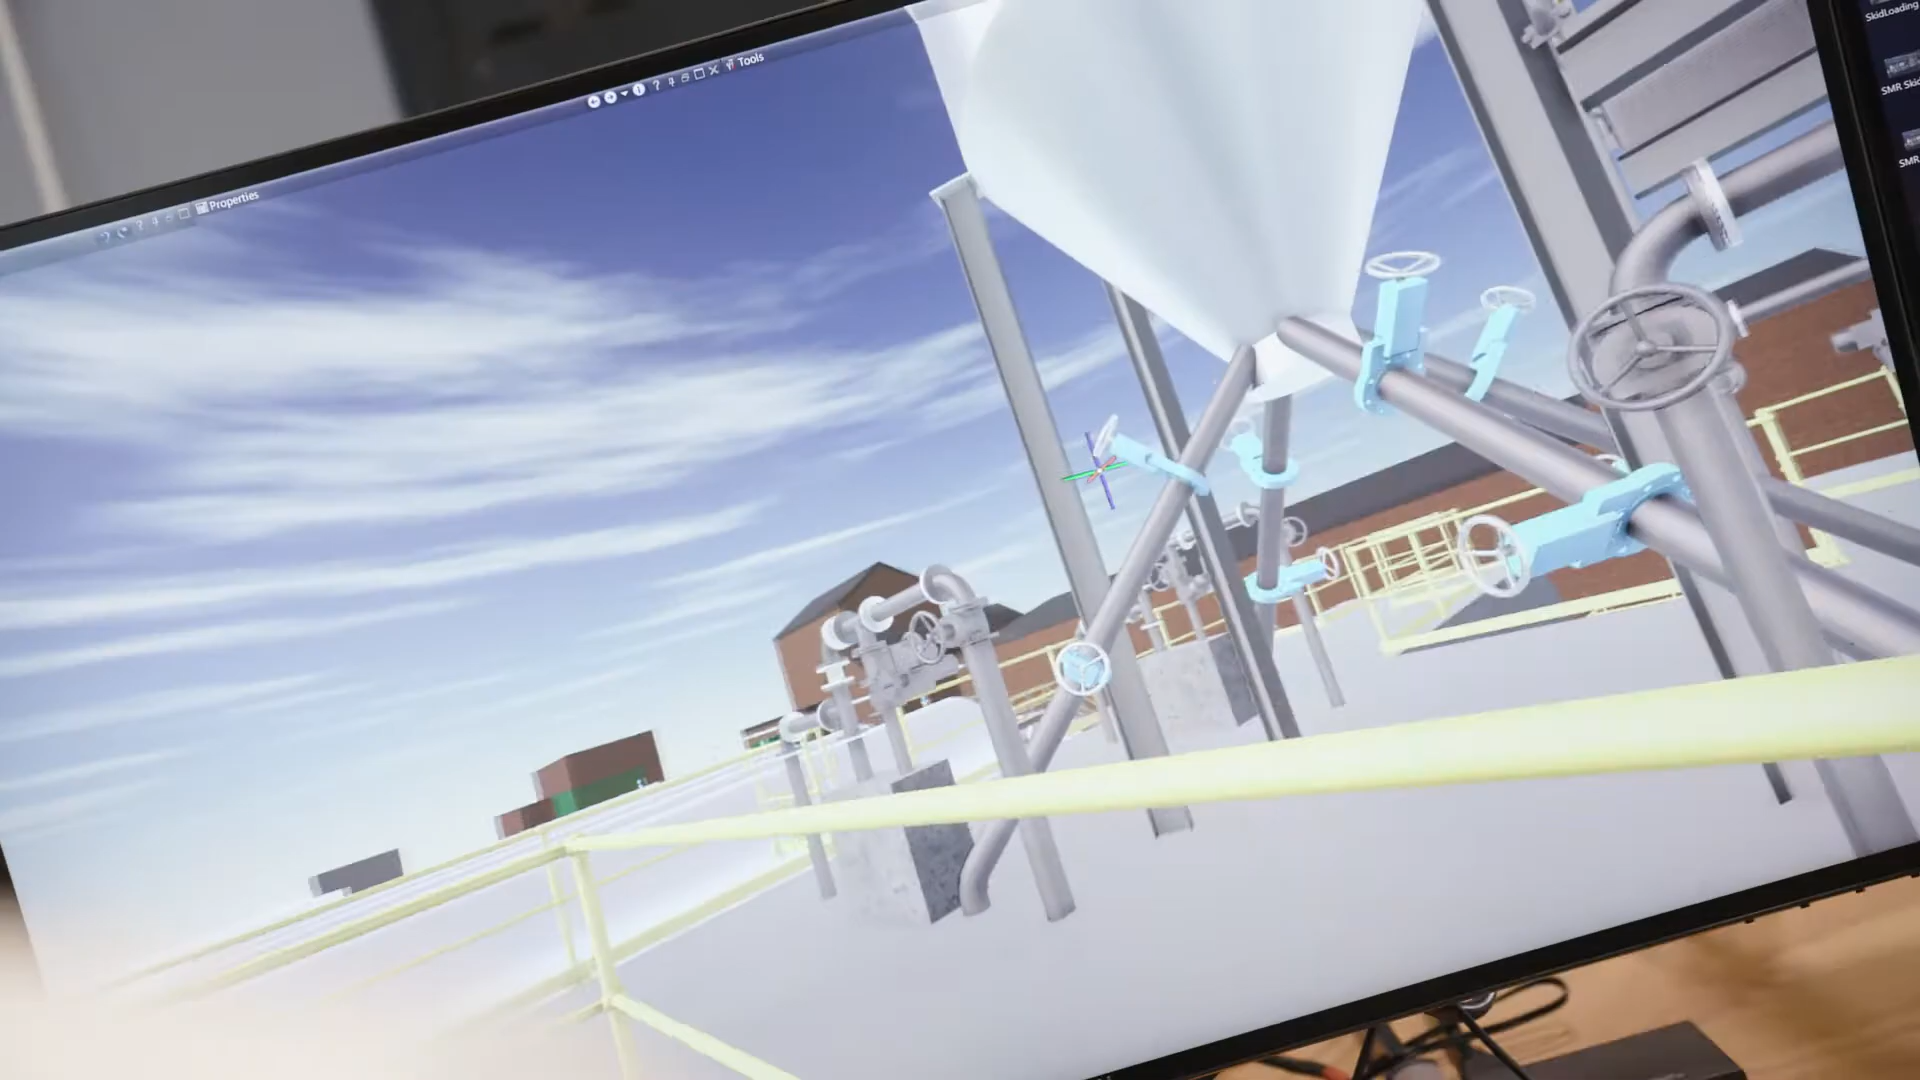 Tools
Properties
SkidLoading
SMR Skid
SMR